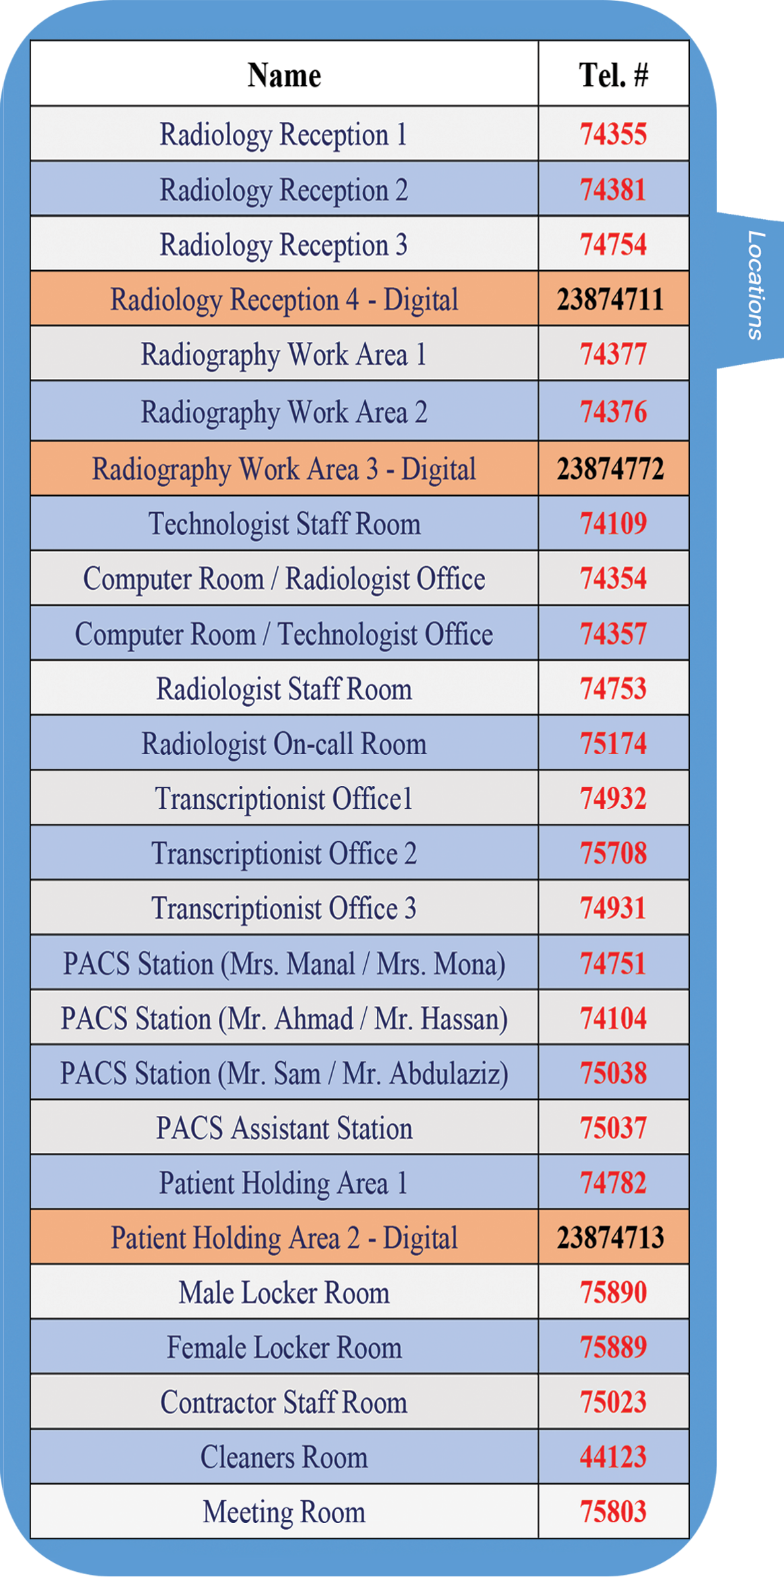 Name Tel. #
Radiology Reception 1 74355
Radiology Reception 2 74381
Radiology Reception 3 74754
Radiology Reception 4 - Digital 23874711
Radiography Work Area 1 74377
Radiography Work Area 2 74376
Radiography Work Area 3 - Digital 23874772
Technologist Staff Room 74109
Computer Room / Radiologist Office 74354
Computer Room / Technologist Office 74357
Radiologist Staff Room 74753
Radiologist On-call Room 75174
Transcriptionist Office1 74932
Transcriptionist Office 2 75708
Transcriptionist Office 3 74931
PACS Station (Mrs. Manal / Mrs. Mona) 74751
PACS Station (Mr. Ahmad / Mr. Hassan) 74104
PACS Station (Mr. Sam / Mr. Abdulaziz) 75038
PACS Assistant Station 75037
Patient Holding Area 1 74782
Patient Holding Area 2 - Digital 23874713
Male Locker Room 75890
Female Locker Room 75889
Contractor Staff Room 75023
Cleaners Room 44123
Meeting Room 75803
Locations